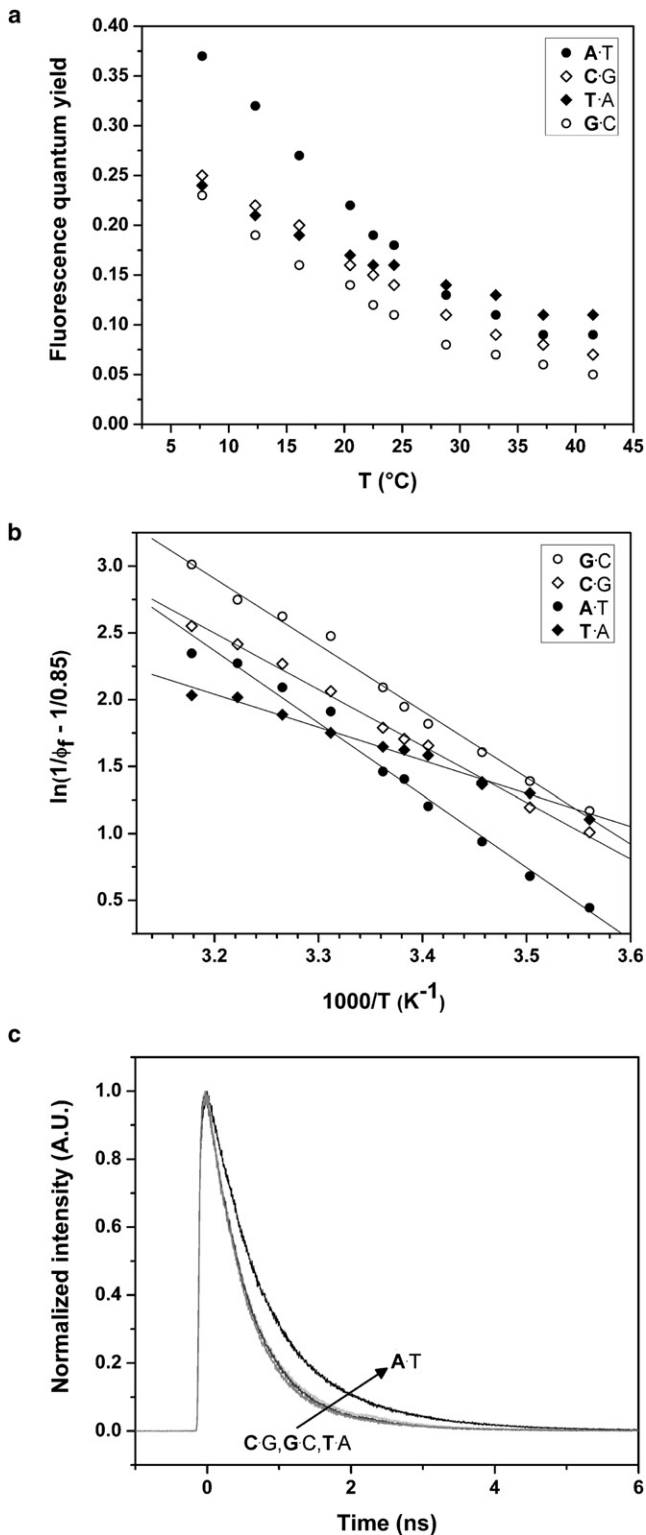 a
0.40
0.35
0.30
0.25
0.20
0.15
0.10
0.05
0.00
Fluorescence quantum yield
A·T
C·G
T·A
G·C
5 10 15 20 25 30 35 40 45
T (°C)
b
3.0
2.5
2.0
1.5
1.0
0.5
ln(1/ϕf - 1/0.85)
G·C
C·G
A·T
T·A
3.2 3.3 3.4 3.5 3.6
1000/T (K-1)
c
1.0
0.8
0.6
0.4
0.2
0.0
Normalized intensity (A.U.)
A·T
C·G, G·C, T·A
0 2 4 6
Time (ns)